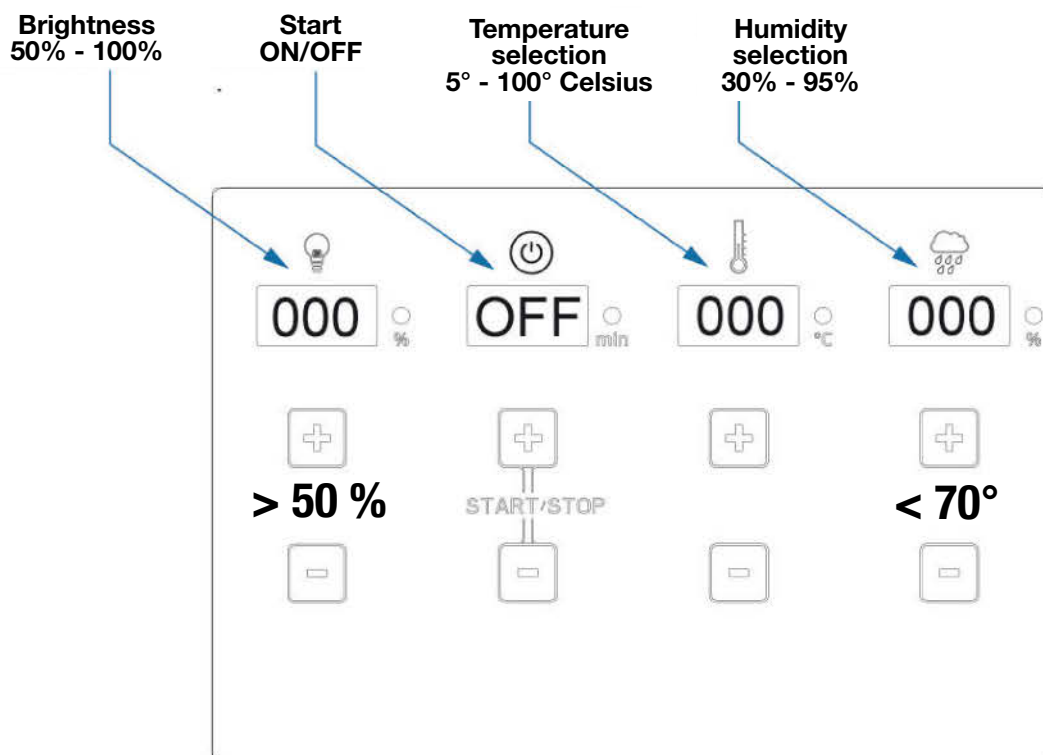 Brightness
50% - 100%
Start
ON/OFF
Temperature
selection
5° - 100° Celsius
Humidity
selection
30% - 95%
000
%
OFF
min
000
°C
000
%
+
+
+
+
> 50 %
START/STOP
< 70°
-
-
-
-